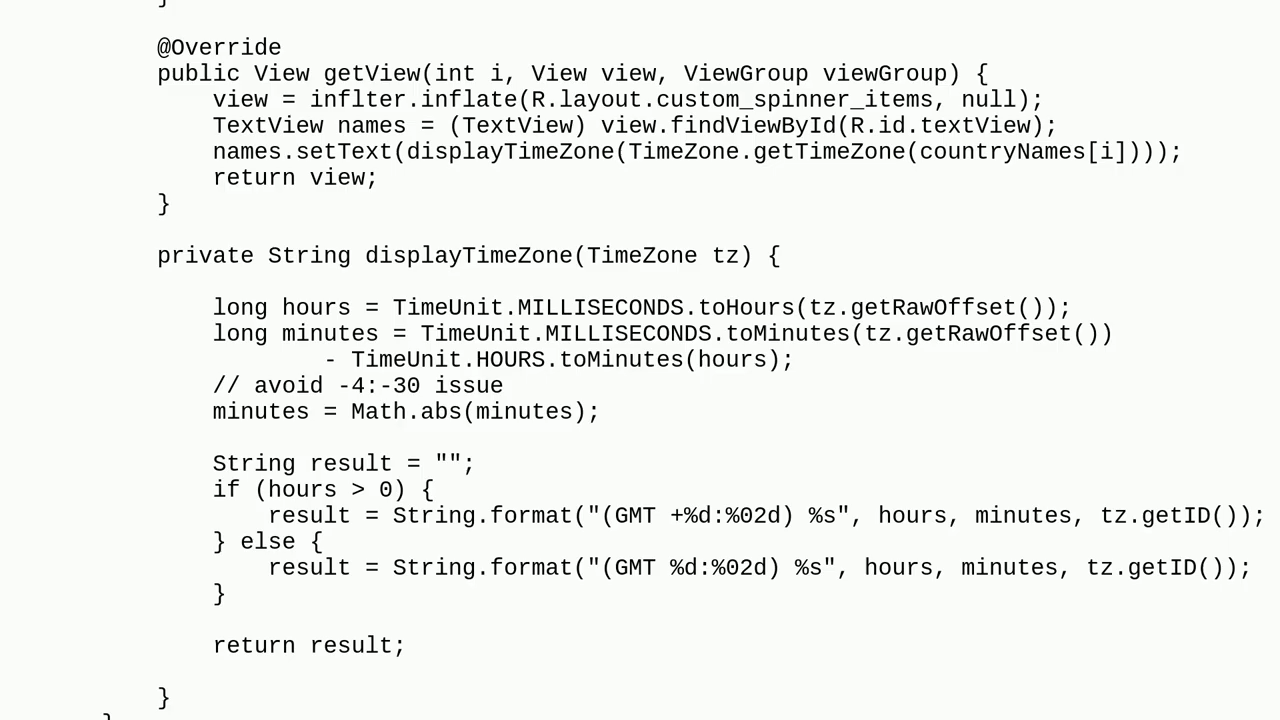 }
@Override
public View getView(int i, View view, ViewGroup viewGroup) {
view = inflter.inflate(R.layout.custom_spinner_items, null);
TextView names = (TextView) view.findViewById(R.id.textView);
names.setText(displayTimeZone(TimeZone.getTimeZone(countryNames[i])));
return view;
}
private String displayTimeZone(TimeZone tz) {
long hours = TimeUnit.MILLISECONDS.toHours(tz.getRawOffset());
long minutes = TimeUnit.MILLISECONDS.toMinutes(tz.getRawOffset())
- TimeUnit.HOURS.toMinutes(hours);
// avoid -4:-30 issue
minutes = Math.abs(minutes);
String result = "";
if (hours > 0) {
result = String.format("(GMT +%d:%02d) %s", hours, minutes, tz.getID());
} else {
result = String.format("(GMT %d:%02d) %s", hours, minutes, tz.getID());
}
return result;
}
}